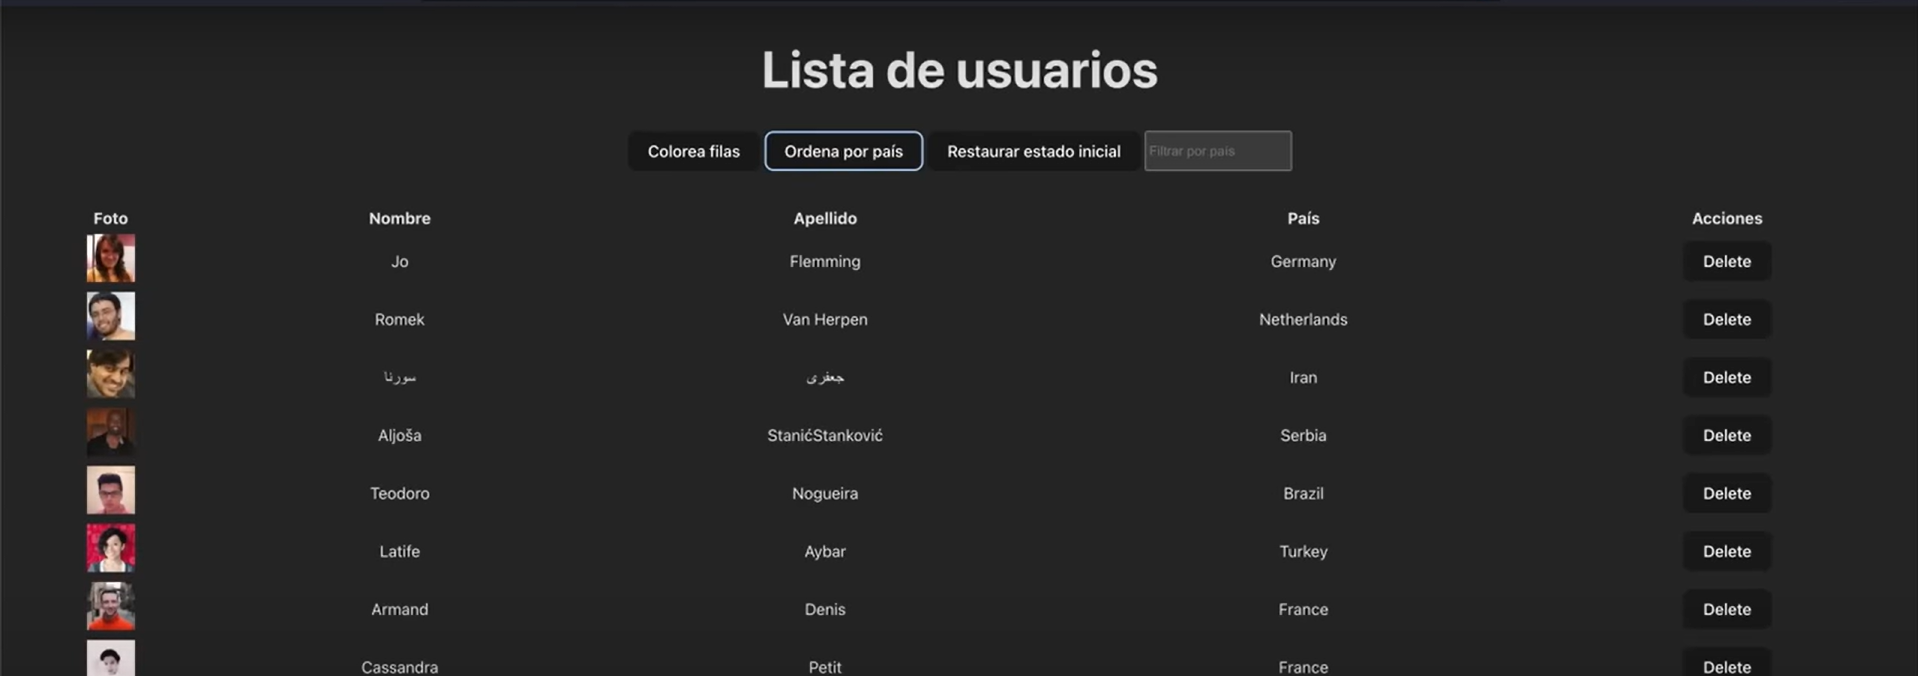 Lista de usuarios
Colorea filas Ordena por país Restaurar estado inicial Filtrar por país
Foto Nombre Apellido País Acciones
Jo Flemming Germany Delete
Romek Van Herpen Netherlands Delete
سورنا جعفری Iran Delete
Aljoša StanićStanković Serbia Delete
Teodoro Nogueira Brazil Delete
Latife Aybar Turkey Delete
Armand Denis France Delete
Cassandra Petit France Delete